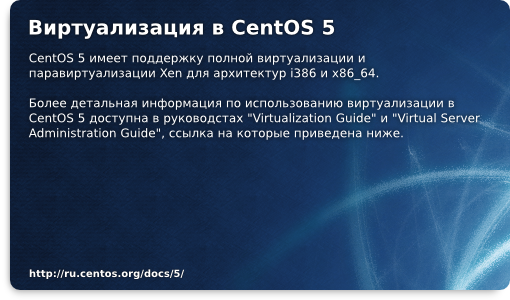 Виртуализация в CentOS 5
CentOS 5 имеет поддержку полной виртуализации и
паравиртуализации Xen для архитектур i386 и x86_64.
Более детальная информация по использованию виртуализации в
CentOS 5 доступна в руководстах "Virtualization Guide" и "Virtual Server
Administration Guide", ссылка на которые приведена ниже.
http://ru.centos.org/docs/5/